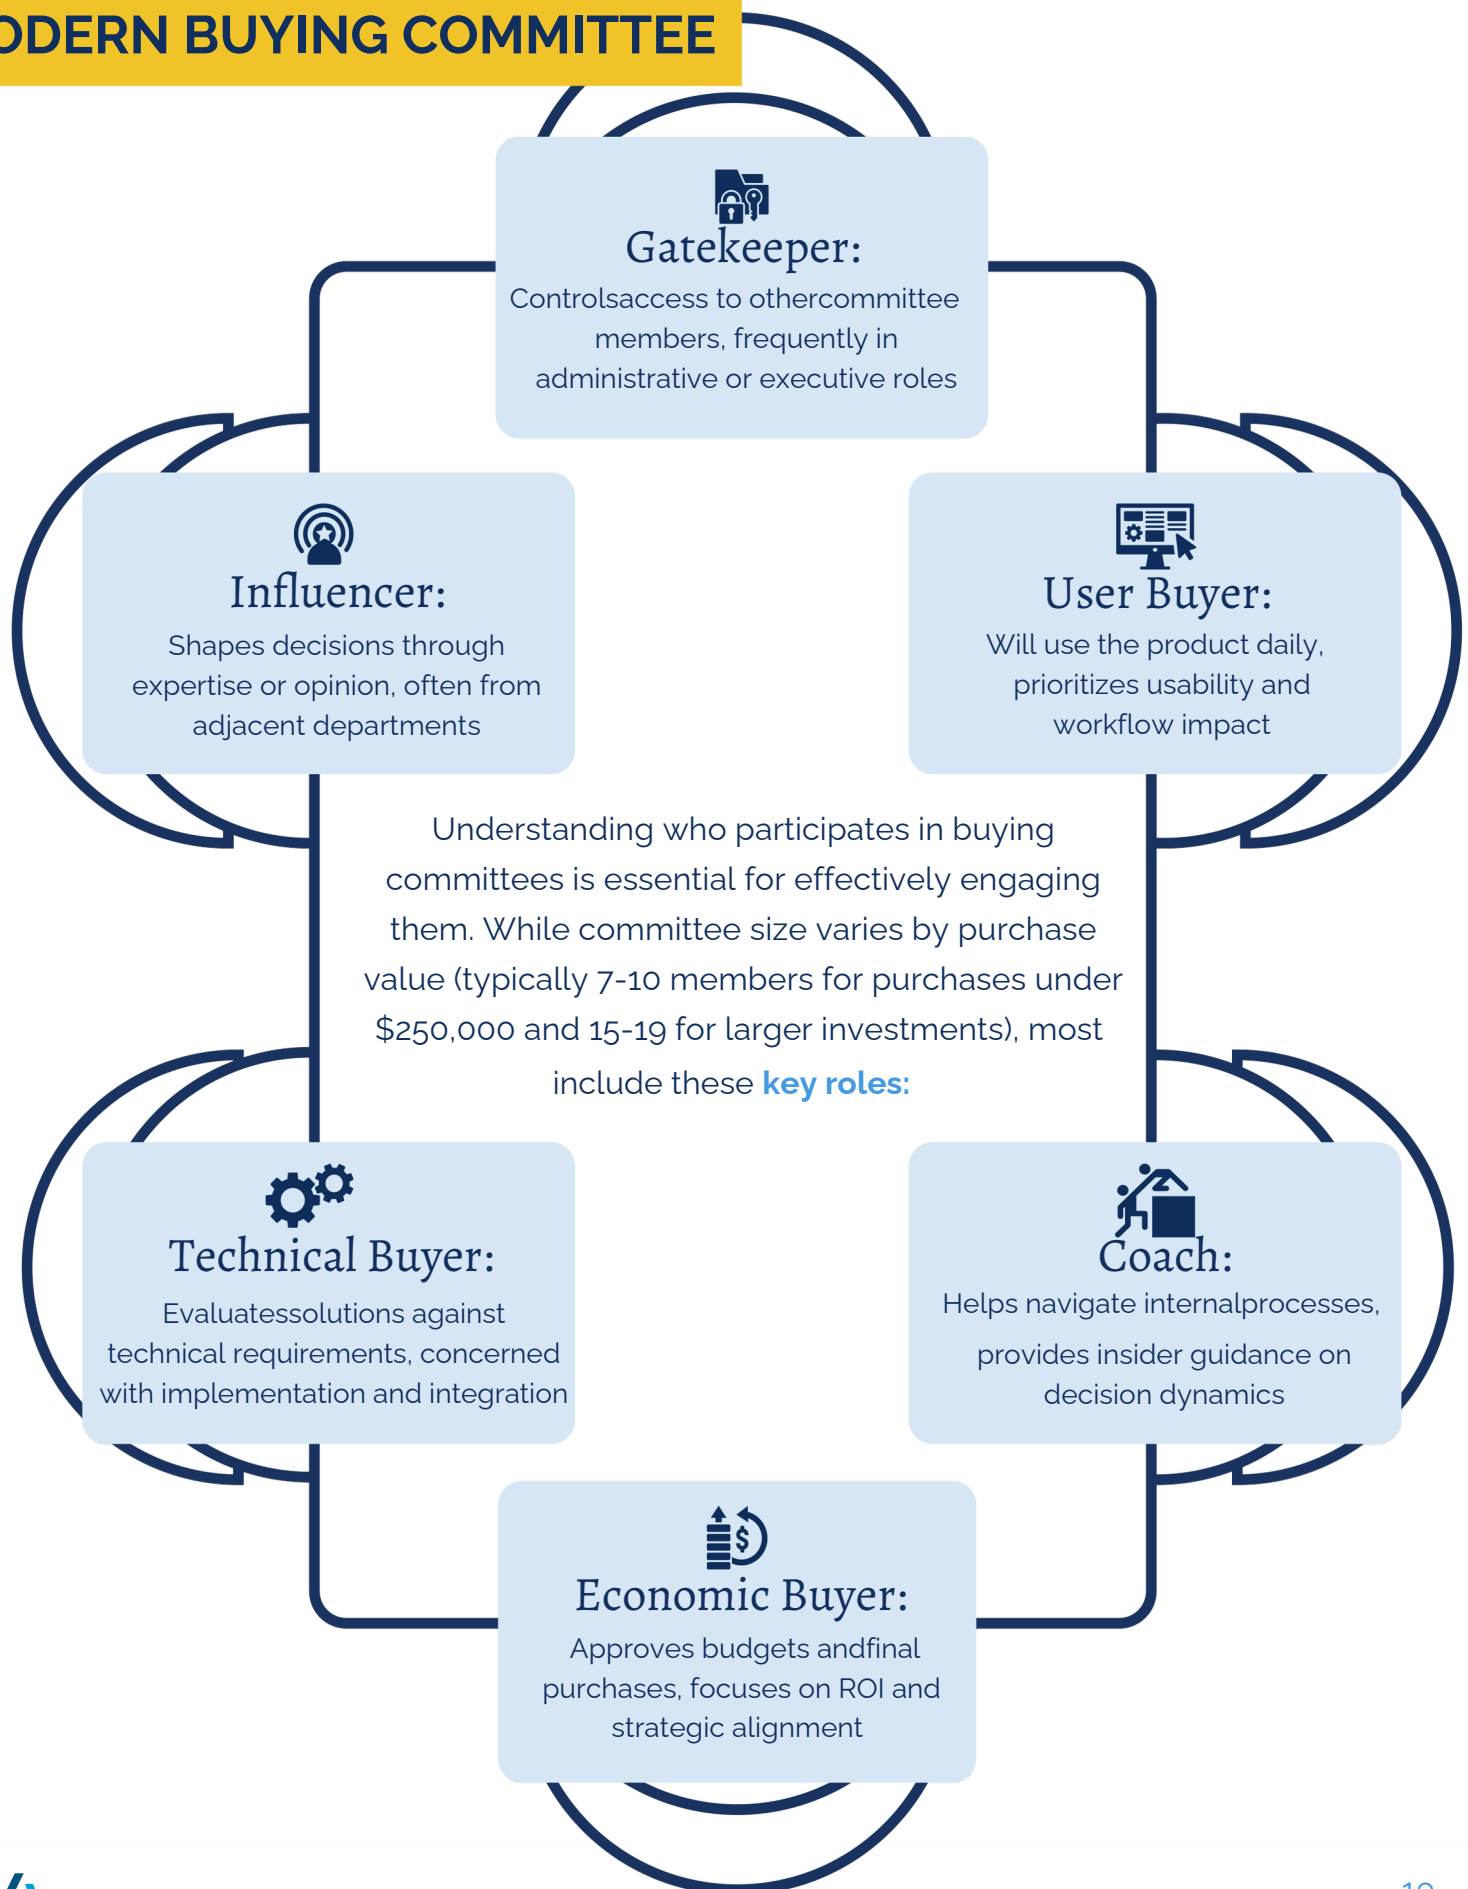 ODERN BUYING COMMITTEE
Gatekeeper:
Controlsaccess to othercommittee
members, frequently in
administrative or executive roles
Influencer:
Shapes decisions through
expertise or opinion, often from
adjacent departments
User Buyer:
Will use the product daily,
prioritizes usability and
workflow impact
Understanding who participates in buying
committees is essential for effectively engaging
them. While committee size varies by purchase
value (typically 7-10 members for purchases under
$250,000 and 15-19 for larger investments), most
include these key roles:
Technical Buyer:
Evaluatessolutions against
technical requirements, concerned
with implementation and integration
Coach:
Helps navigate internalprocesses,
provides insider guidance on
decision dynamics
Economic Buyer:
Approves budgets andfinal
purchases, focuses on ROI and
strategic alignment